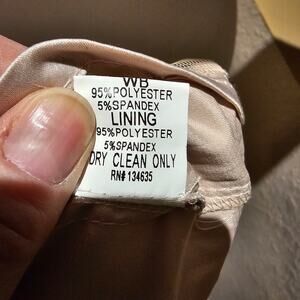 WB
95%POLYESTER
5%SPANDEX
LINING
95%POLYESTER
5%SPANDEX
DRY CLEAN ONLY
RN# 134635